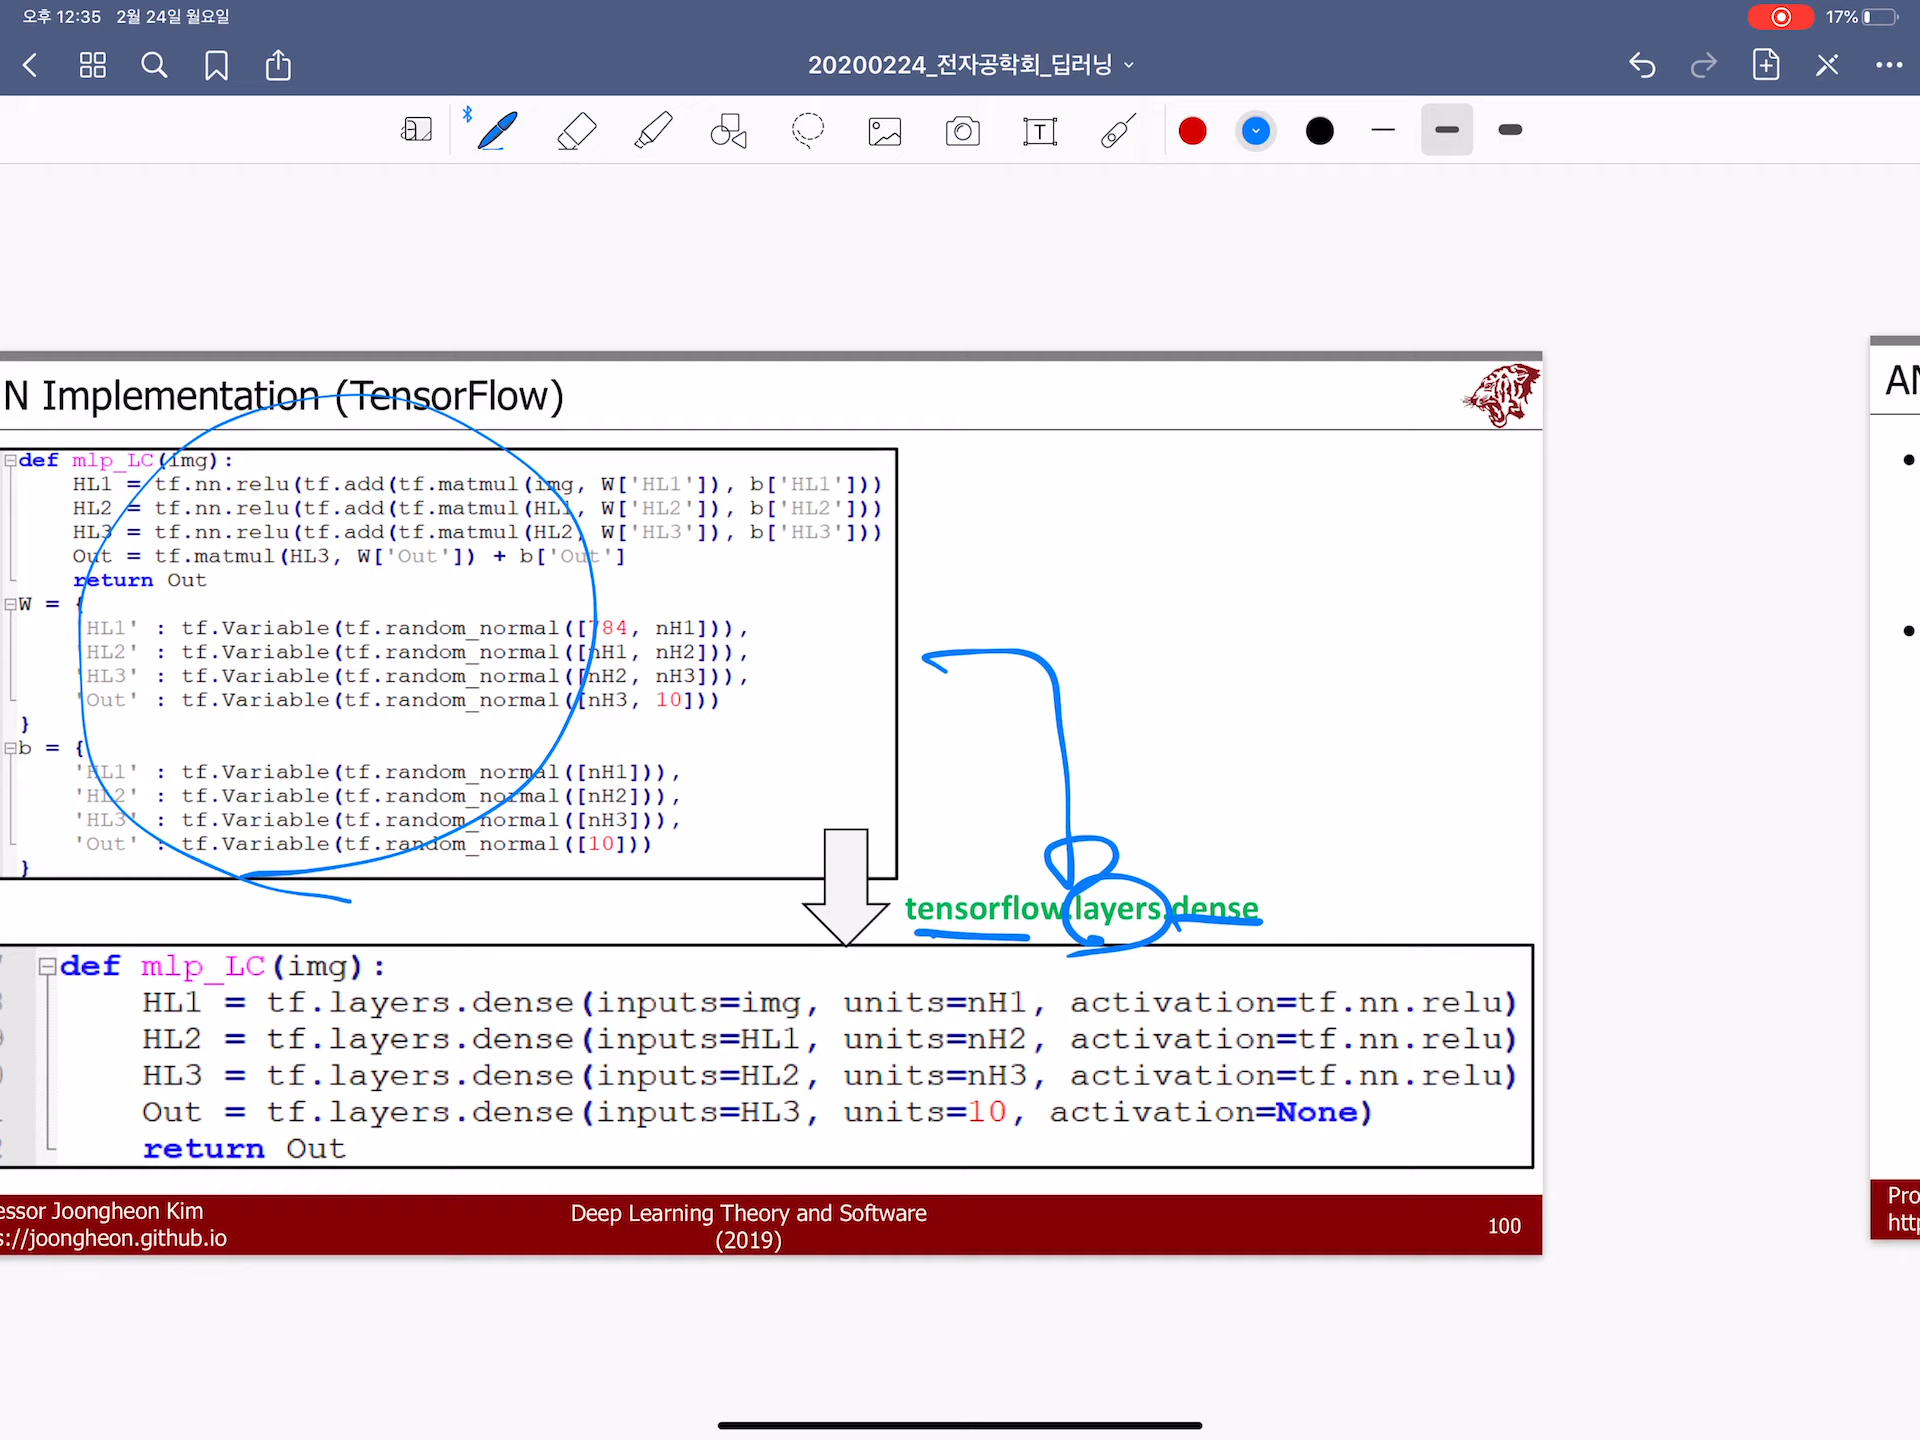 오후 12:35 2월 24일 월요일
17%
20200224_전자공학회_딥러닝
N Implementation (TensorFlow)
def mlp_LC(img):
HL1 = tf.nn.relu(tf.add(tf.matmul(img, W['HL1']), b['HL1']))
HL2 = tf.nn.relu(tf.add(tf.matmul(HL1, W['HL2']), b['HL2']))
HL3 = tf.nn.relu(tf.add(tf.matmul(HL2, W['HL3']), b['HL3']))
Out = tf.matmul(HL3, W['Out']) + b['Out']
return Out
W = {
'HL1' : tf.Variable(tf.random_normal([784, nH1])),
'HL2' : tf.Variable(tf.random_normal([nH1, nH2])),
'HL3' : tf.Variable(tf.random_normal([nH2, nH3])),
'Out' : tf.Variable(tf.random_normal([nH3, 10]))
}
b = {
'HL1' : tf.Variable(tf.random_normal([nH1])),
'HL2' : tf.Variable(tf.random_normal([nH2])),
'HL3' : tf.Variable(tf.random_normal([nH3])),
'Out' : tf.Variable(tf.random_normal([10]))
}
tensorflow.layers.dense
def mlp_LC(img):
HL1 = tf.layers.dense(inputs=img, units=nH1, activation=tf.nn.relu)
HL2 = tf.layers.dense(inputs=HL1, units=nH2, activation=tf.nn.relu)
HL3 = tf.layers.dense(inputs=HL2, units=nH3, activation=tf.nn.relu)
Out = tf.layers.dense(inputs=HL3, units=10, activation=None)
return Out
essor Joongheon Kim
s://joongheon.github.io
Deep Learning Theory and Software
(2019)
100
AN
Pro
http